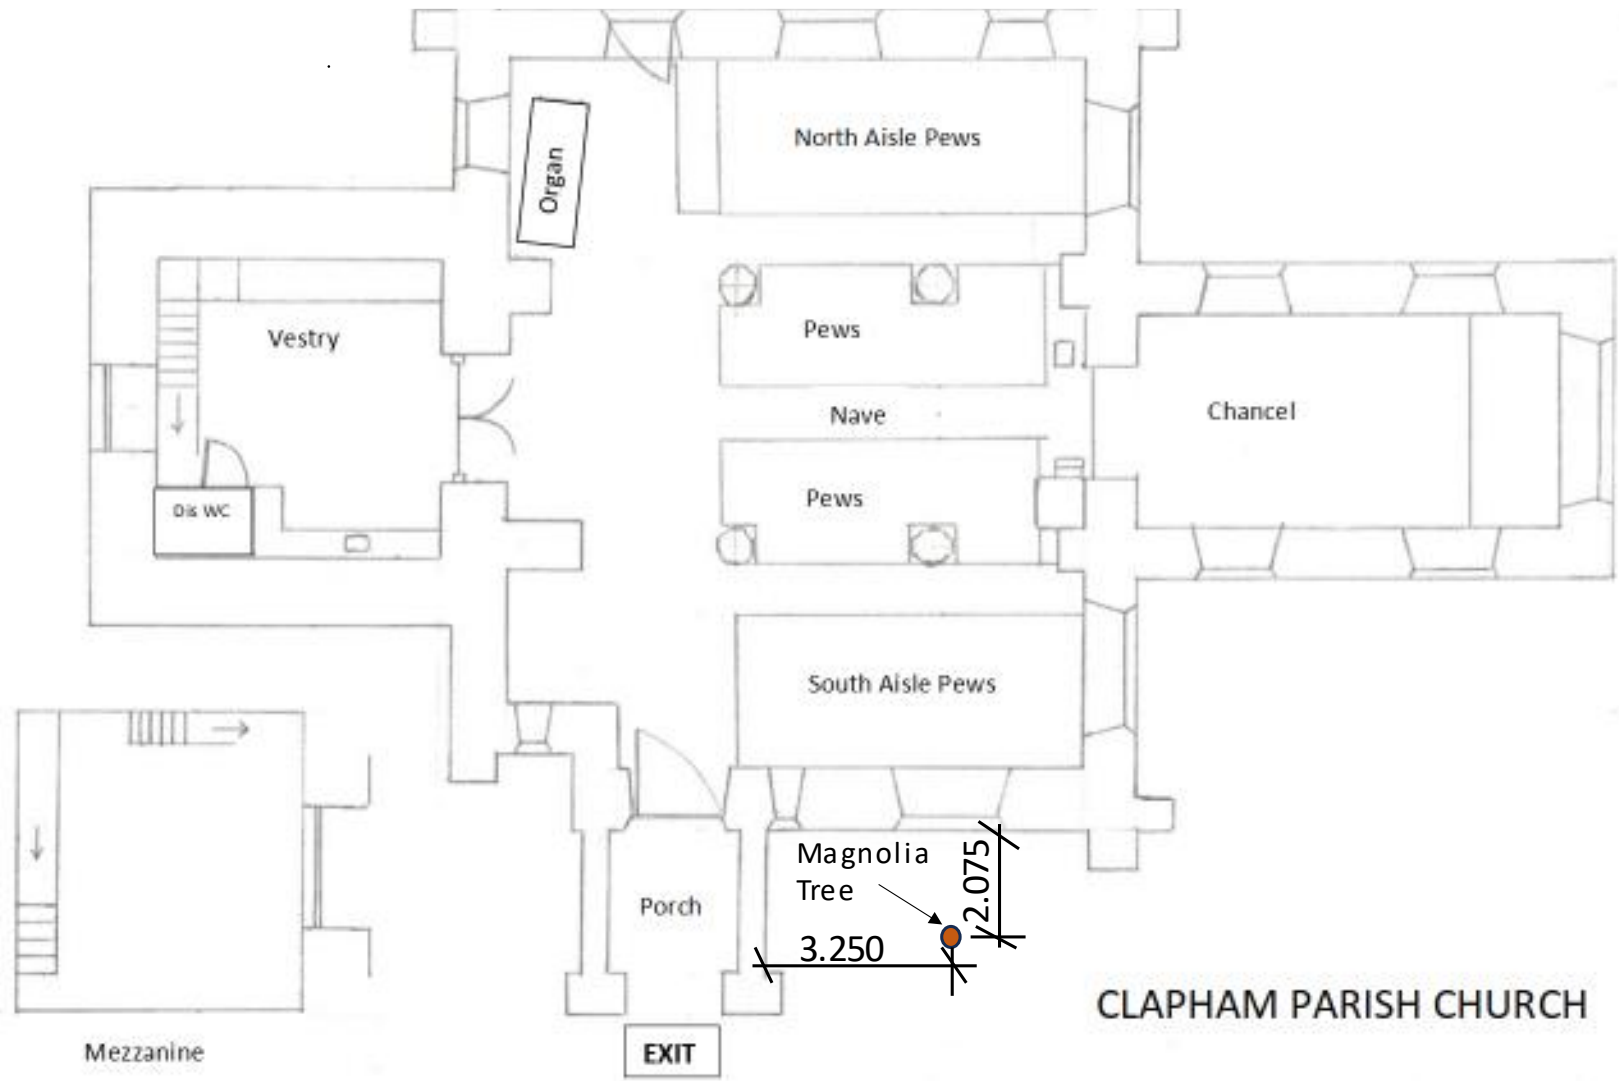 North Aisle Pews
Organ
Vestry
Pews
Nave
Chancel
Pews
Dis WC
South Aisle Pews
Magnolia
Tree
2.075
Porch
3.250
CLAPHAM PARISH CHURCH
Mezzanine
EXIT